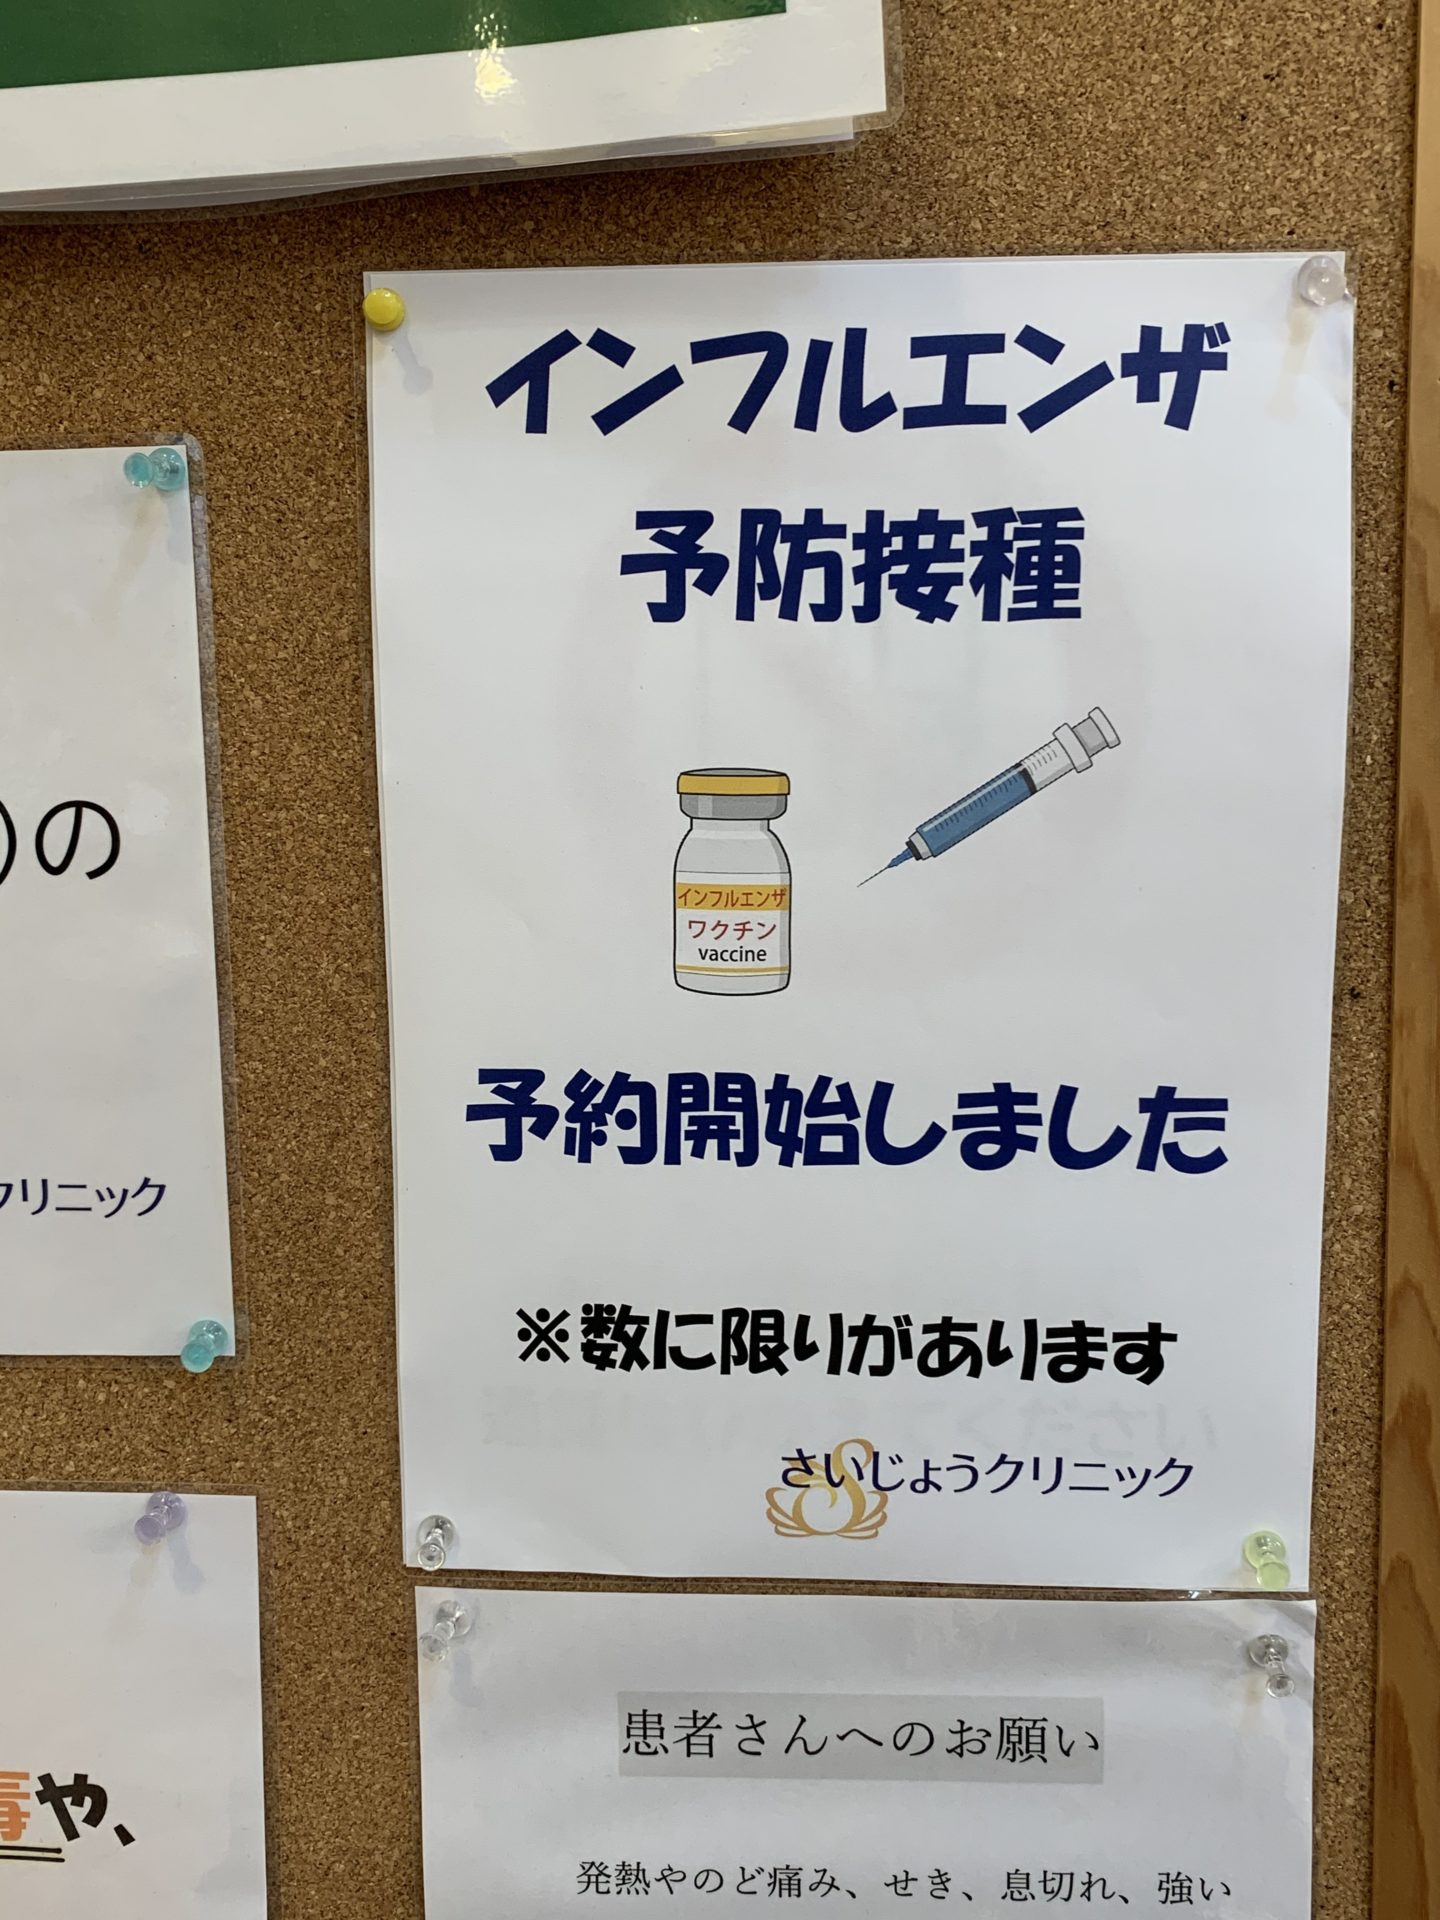 インフルエンザ
予防接種
インフルエンザ
ワクチン
vaccine
予約開始しました
※数に限りがあります
さいじょうクリニック
患者さんへのお願い
発熱やのど痛み、せき、息切れ、強い
)の
クリニック
毒や、